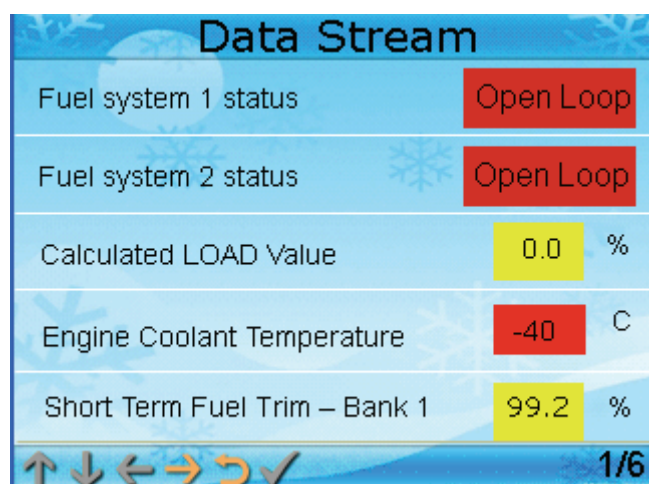 Data Stream
Fuel system 1 status Open Loop
Fuel system 2 status Open Loop
Calculated LOAD Value 0.0 %
Engine Coolant Temperature -40 C
Short Term Fuel Trim – Bank 1 99.2 %
1/6